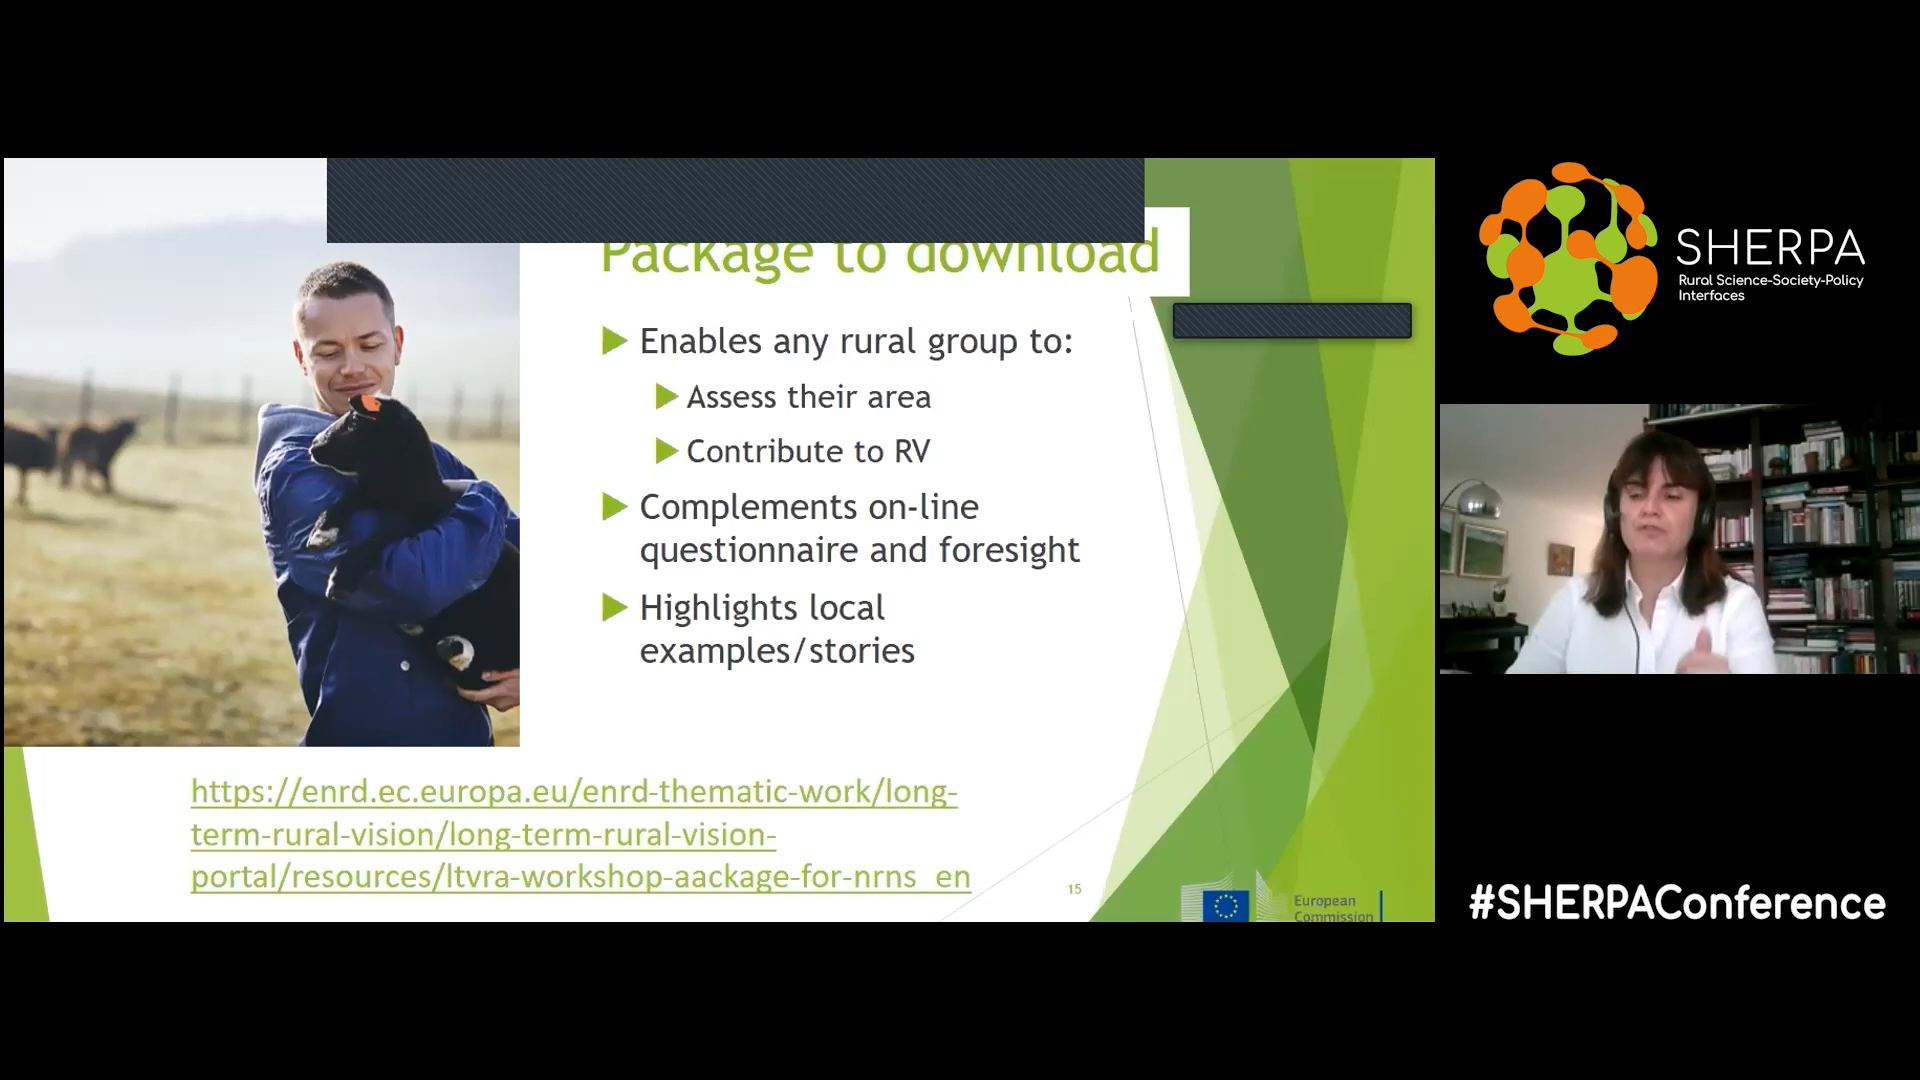 Package to download
Enables any rural group to:
Assess their area
Contribute to RV
Complements on-line
questionnaire and foresight
Highlights local
examples/stories
https://enrd.ec.europa.eu/enrd-thematic-work/long-
term-rural-vision/long-term-rural-vision-
portal/resources/ltvra-workshop-aackage-for-nrns_en
15
European
Commission
SHERPA
Rural Science-Society-Policy
Interfaces
#SHERPAConference